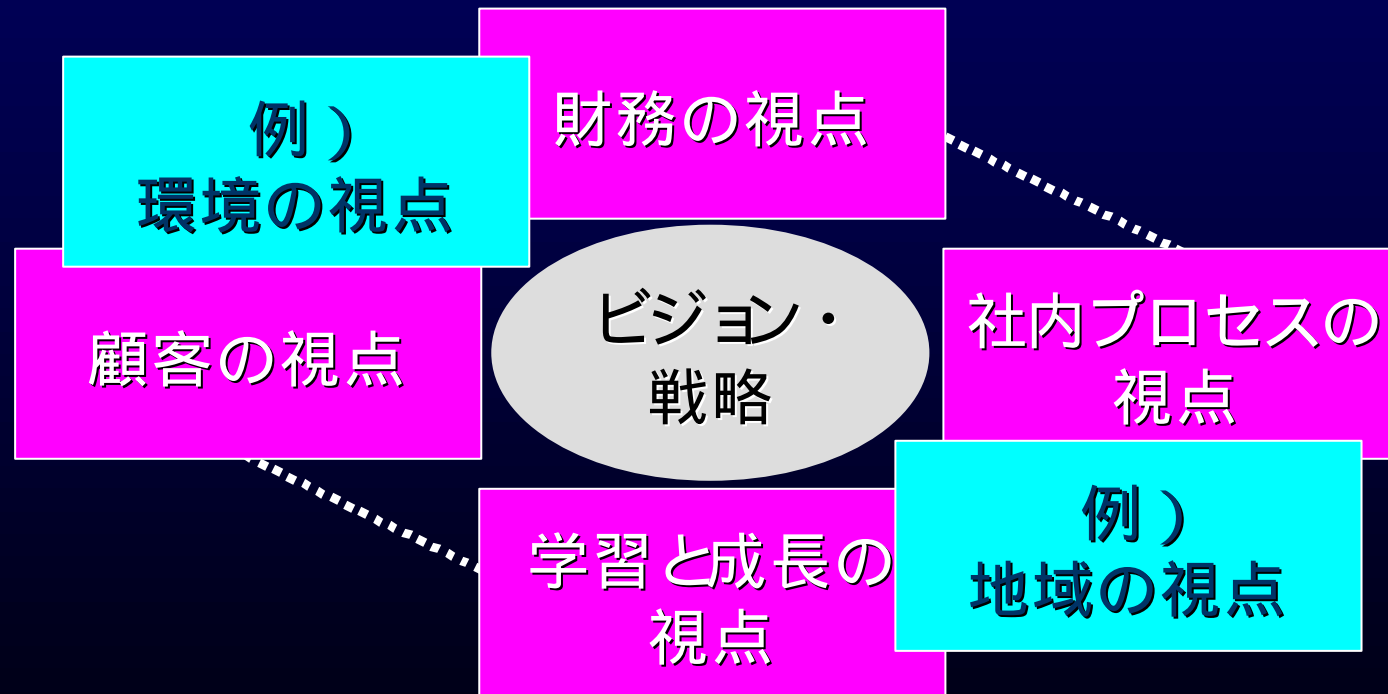 財務の視点
例）
環境の視点
顧客の視点
ビジョン・
戦略
社内プロセスの
視点
学習と成長の
視点
例）
地域の視点